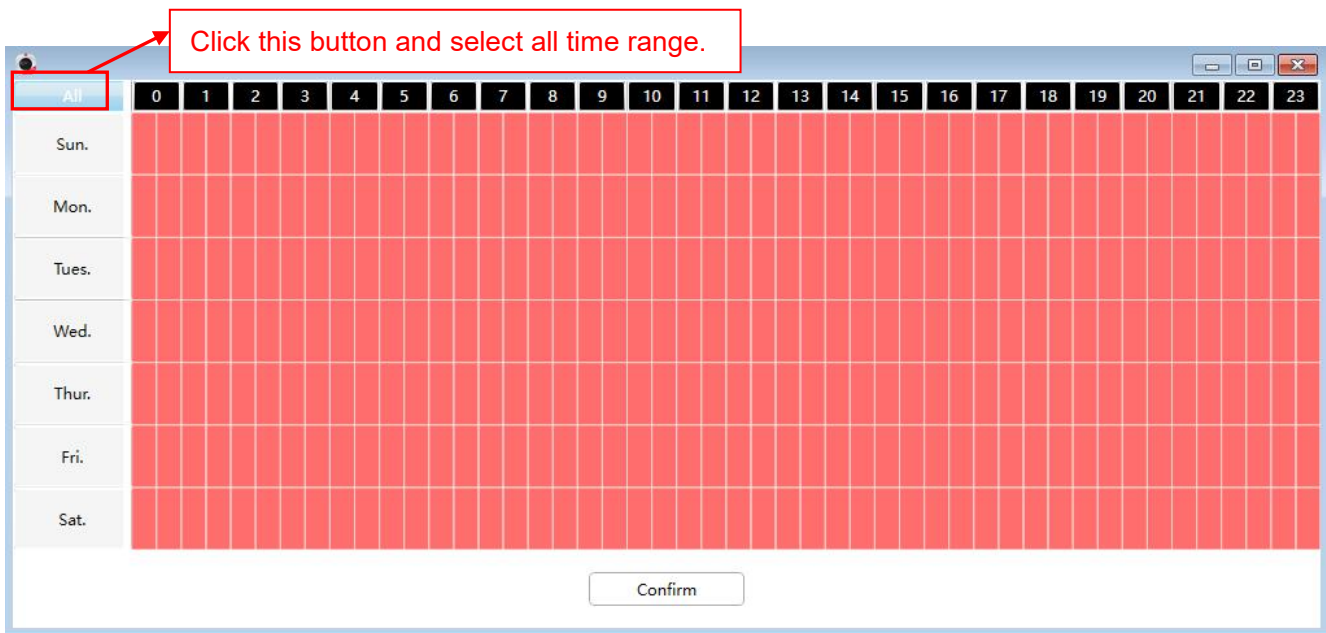 Click this button and select all time range.
All 0 1 2 3 4 5 6 7 8 9 10 11 12 13 14 15 16 17 18 19 20 21 22 23
Sun.
Mon.
Tues.
Wed.
Thur.
Fri.
Sat.
Confirm